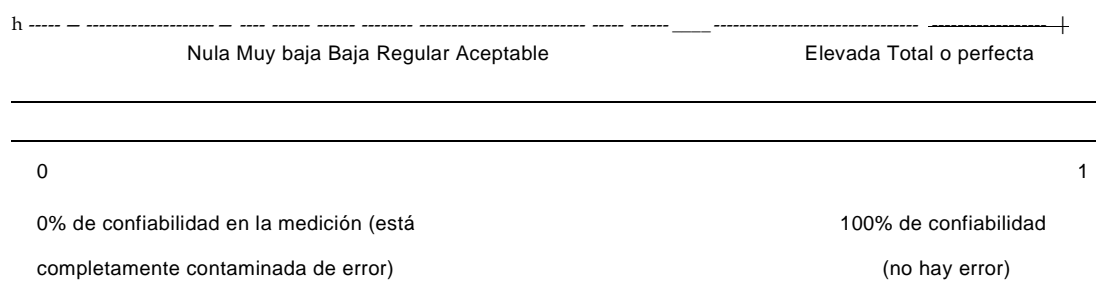 h ----- — -------------------- — ---- ------ ------ -------- -------------------------- ----- ------ ____ -------------------------------- ------------------ |
Nula Muy baja Baja Regular Aceptable Elevada Total o perfecta
0 1
0% de confiabilidad en la medición (está 100% de confiabilidad
completamente contaminada de error) (no hay error)